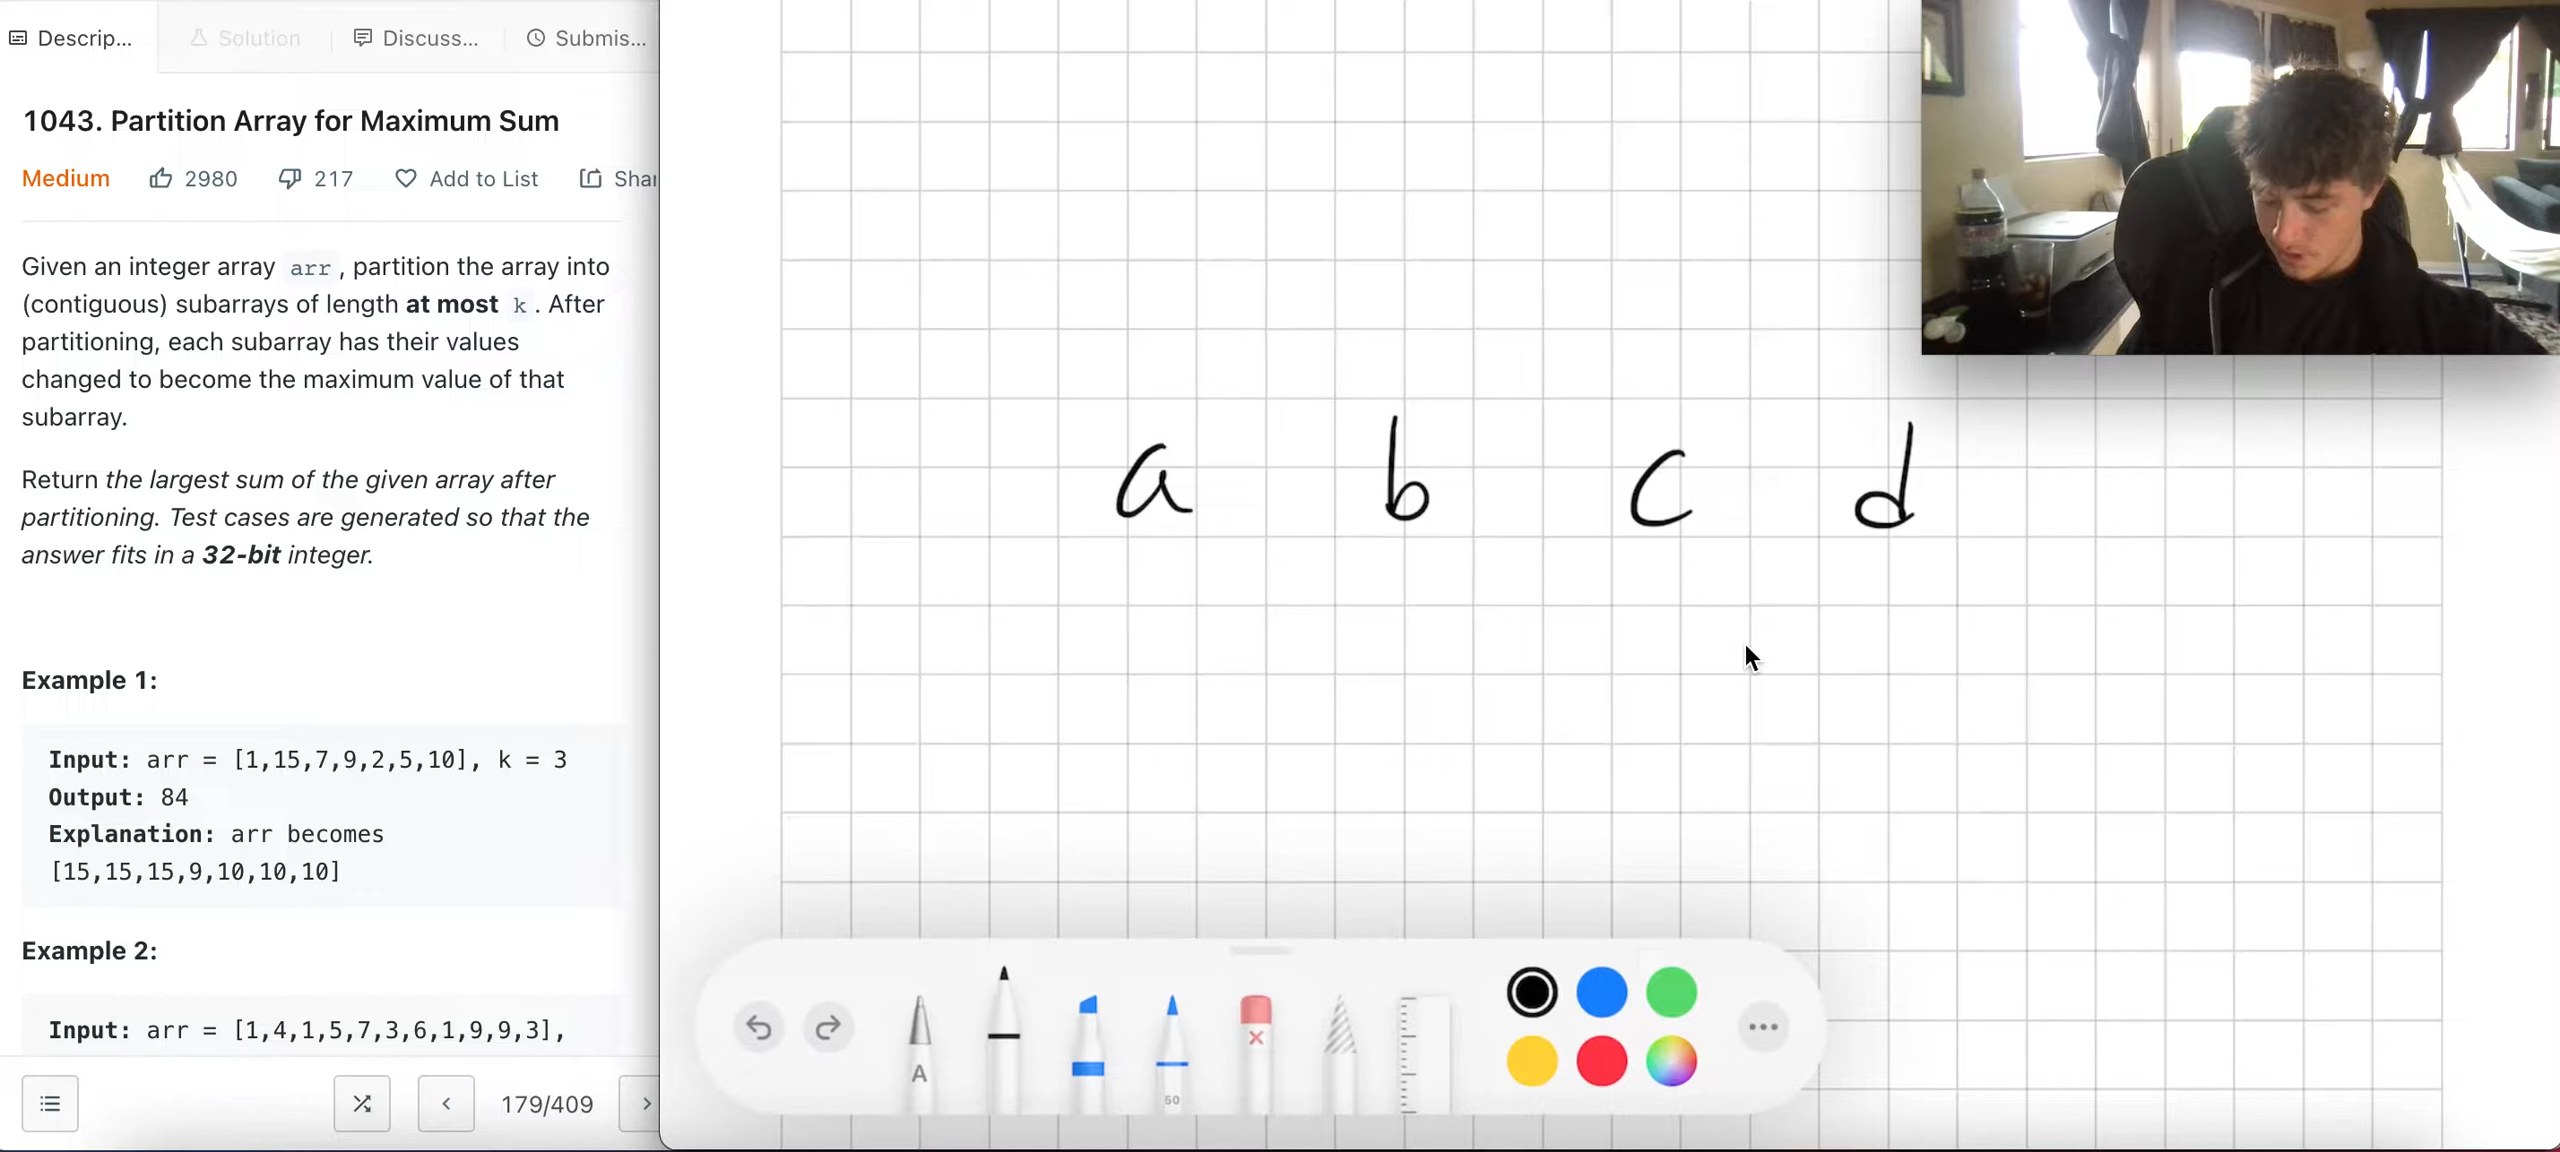 Descrip...
Solution
Discuss...
Submis...
1043. Partition Array for Maximum Sum
Medium 2980 217 Add to List Shar
Given an integer array arr , partition the array into
(contiguous) subarrays of length at most k . After
partitioning, each subarray has their values
changed to become the maximum value of that
subarray.
Return the largest sum of the given array after
partitioning. Test cases are generated so that the
answer fits in a 32-bit integer.
Example 1:
Input: arr = [1,15,7,9,2,5,10], k = 3
Output: 84
Explanation: arr becomes
[15,15,15,9,10,10,10]
Example 2:
Input: arr = [1,4,1,5,7,3,6,1,9,9,3],
179/409
a b c d
A
50